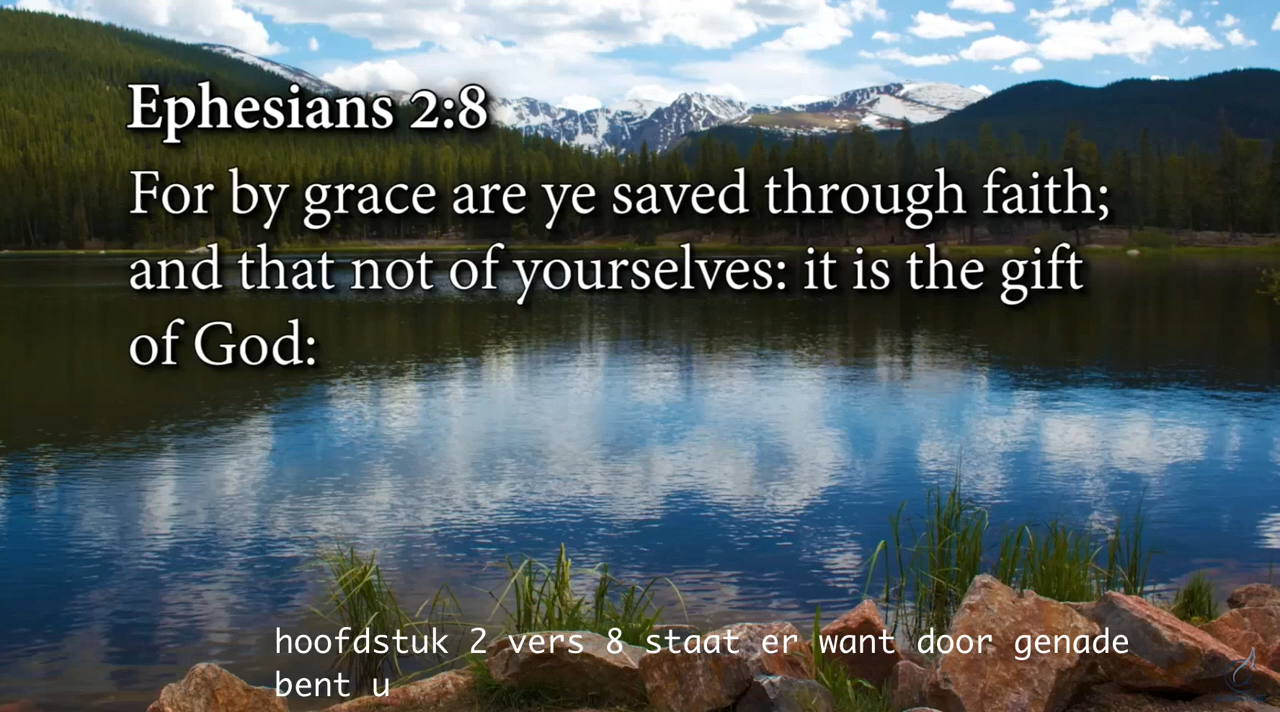 Ephesians 2:8
For by grace are ye saved through faith;
and that not of yourselves: it is the gift
of God:
hoofdstuk 2 vers 8 staat er want door genade
bent u